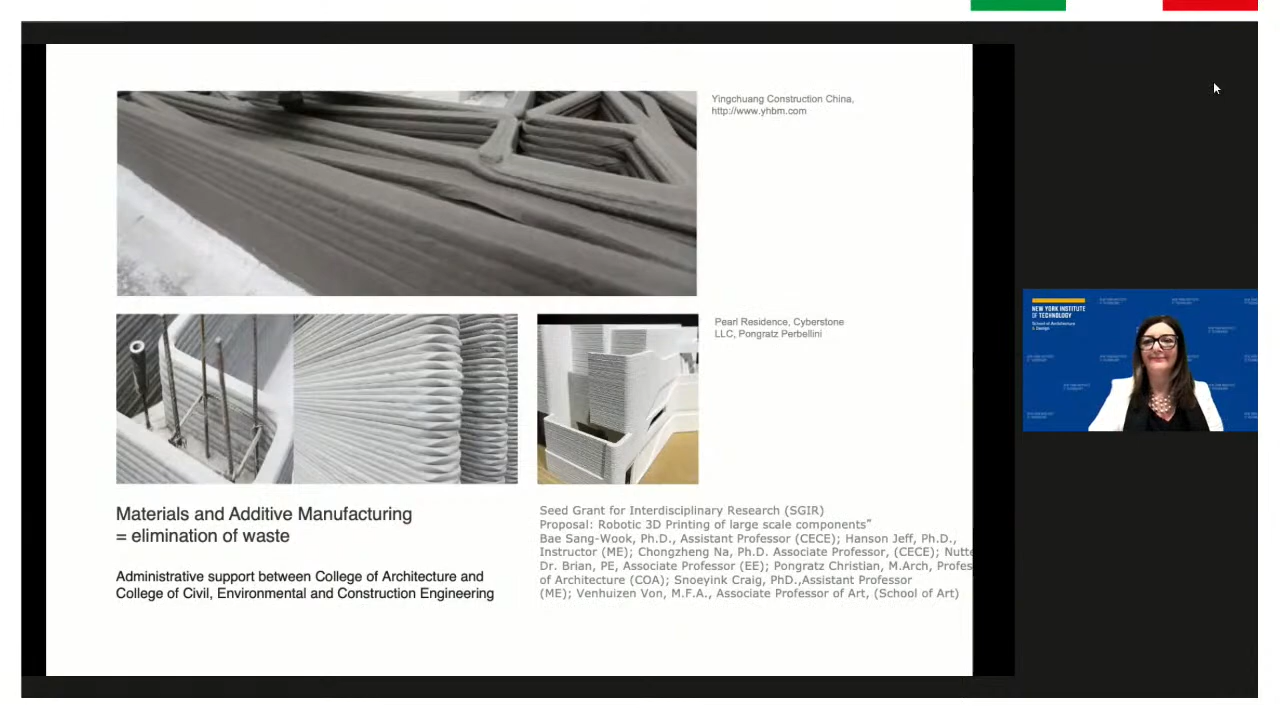 Yingchuang Construction China,
http://www.yhbm.com
Pearl Residence, Cyberstone
LLC, Pongratz Perbellini
NEW YORK INSTITUTE
OF TECHNOLOGY
School of Architecture
& Design
Materials and Additive Manufacturing
= elimination of waste
Administrative support between College of Architecture and
College of Civil, Environmental and Construction Engineering
Seed Grant for Interdisciplinary Research (SGIR)
Proposal: Robotic 3D Printing of large scale components”
Bae Sang-Wook, Ph.D., Assistant Professor (CECE); Hanson Jeff, Ph.D.,
Instructor (ME); Chongzheng Na, Ph.D. Associate Professor, (CECE); Nutte
Dr. Brian, PE, Associate Professor (EE); Pongratz Christian, M.Arch, Profes
of Architecture (COA); Snoeyink Craig, PhD.,Assistant Professor
(ME); Venhuizen Von, M.F.A., Associate Professor of Art, (School of Art)